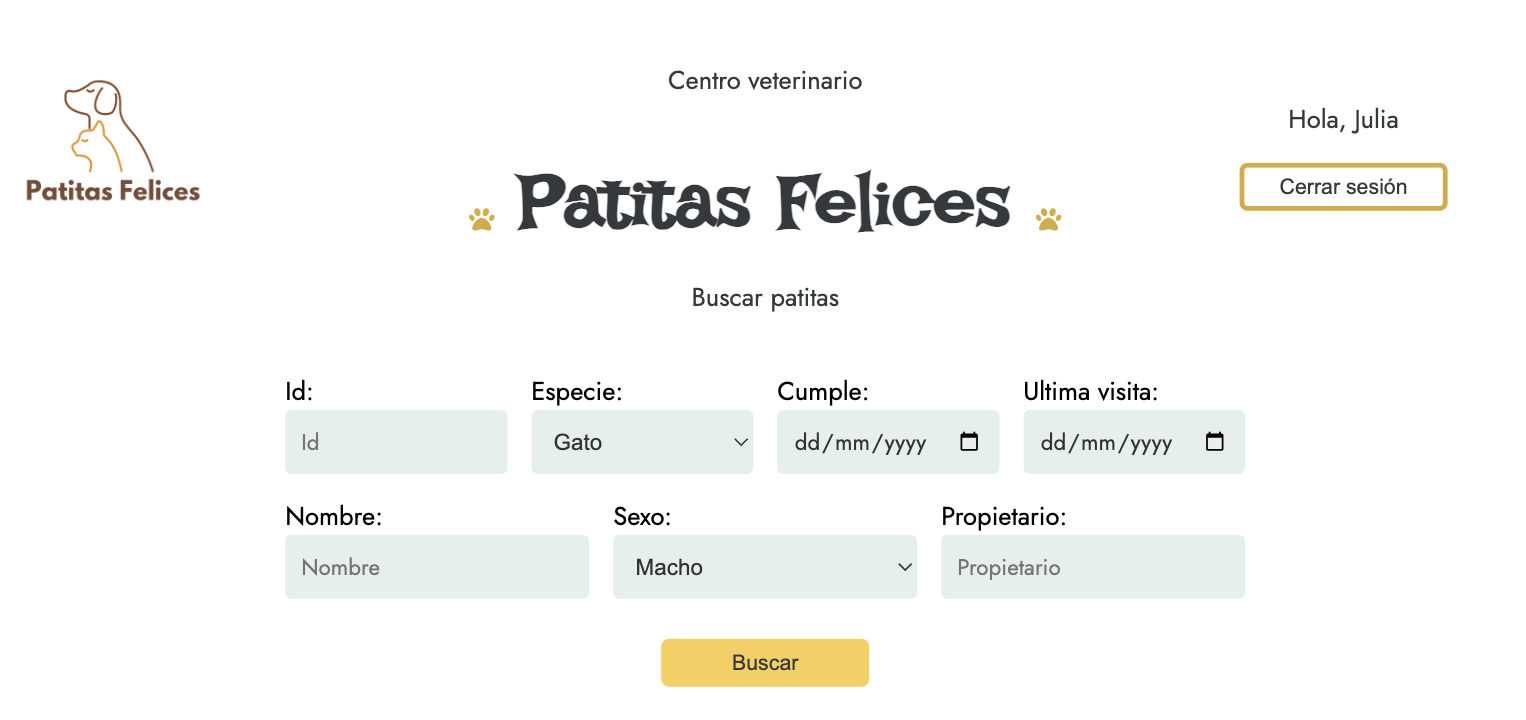 Centro veterinario
Hola, Julia
Cerrar sesión
Patitas Felices
Patitas Felices
Buscar patitas
Id: Especie: Cumple: Ultima visita:
Id Gato dd/mm/yyyy dd/mm/yyyy
Nombre: Sexo: Propietario:
Nombre Macho Propietario
Buscar